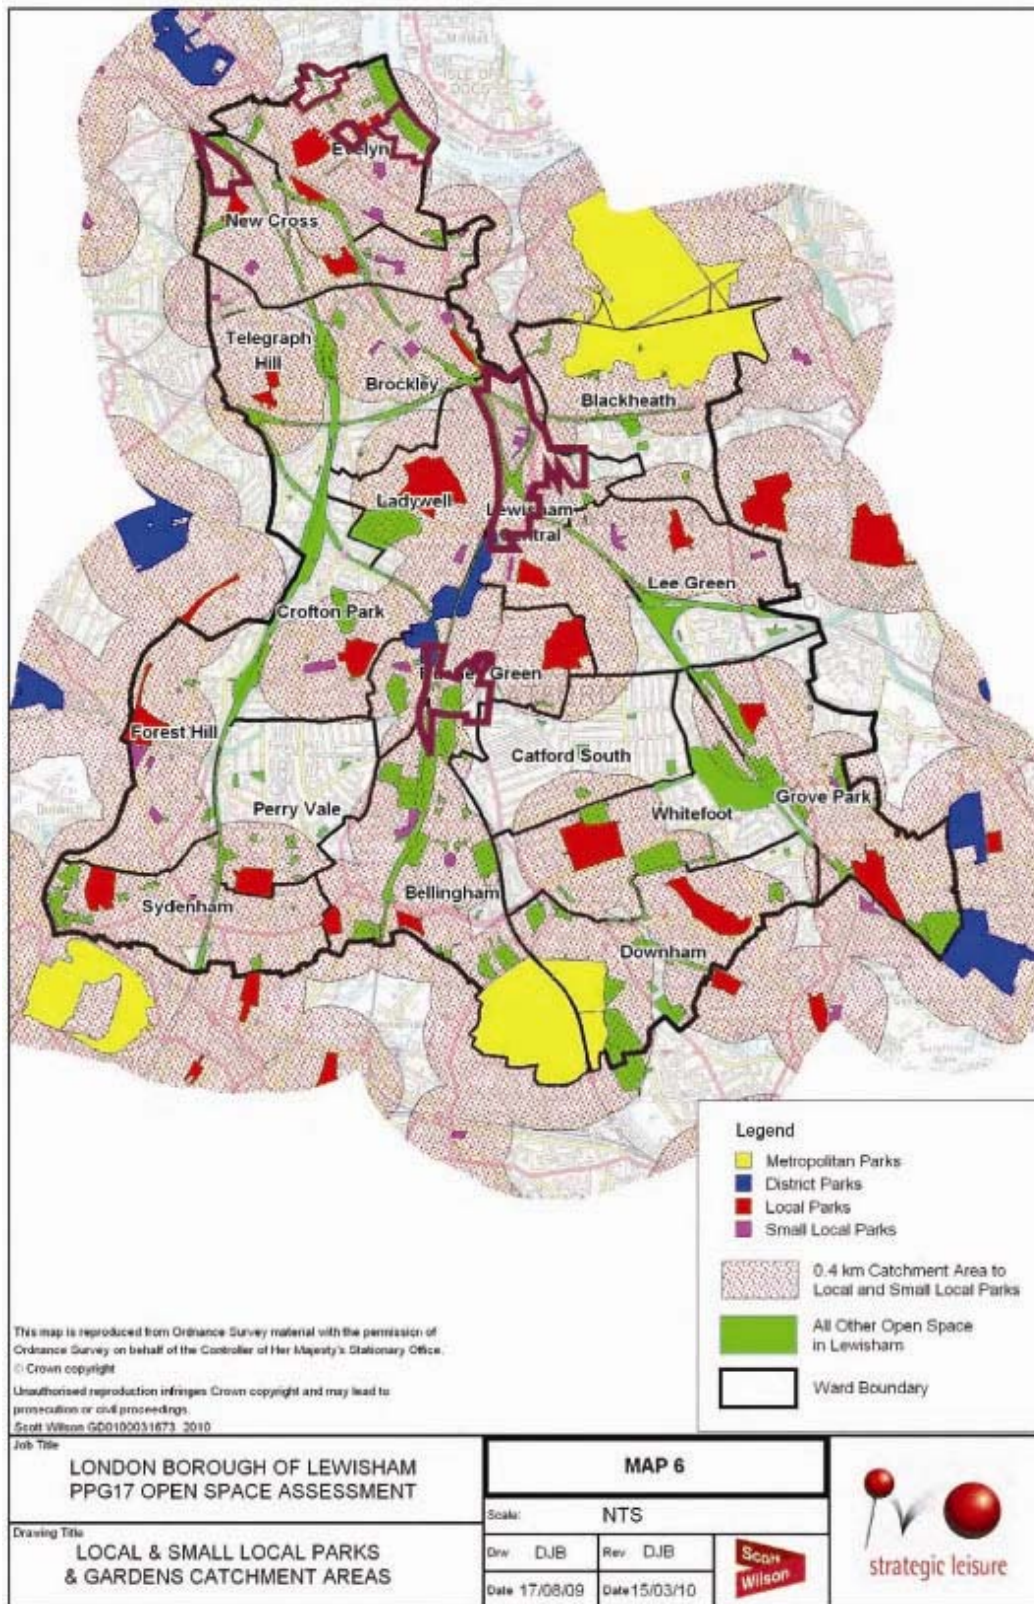 ISLE OF
DOGS
Evelyn
New Cross
Telegraph
Hill
Brockley
Blackheath
Ladywell
Lewisham
Central
Lee Green
Crofton Park
Green
Forest Hill
Catford South
Perry Vale
Whitefoot
Grove Park
Sydenham
Bellingham
Downham
Legend
Metropolitan Parks
District Parks
Local Parks
Small Local Parks
0.4 km Catchment Area to
Local and Small Local Parks
All Other Open Space
in Lewisham
Ward Boundary
This map is reproduced from Ordnance Survey material with the permission of
Ordnance Survey on behalf of the Controller of Her Majesty's Stationary Office.
© Crown copyright
Unauthorised reproduction infringes Crown copyright and may lead to
prosecution or civil proceedings.
Scott Wilson GD0100031673 2010
Job Title
LONDON BOROUGH OF LEWISHAM
PPG17 OPEN SPACE ASSESSMENT
Drawing Title
LOCAL & SMALL LOCAL PARKS
& GARDENS CATCHMENT AREAS
MAP 6
Scale: NTS
Drw DJB Rev DJB
Date 17/08/09 Date 15/03/10
Scott
Wilson
strategic leisure